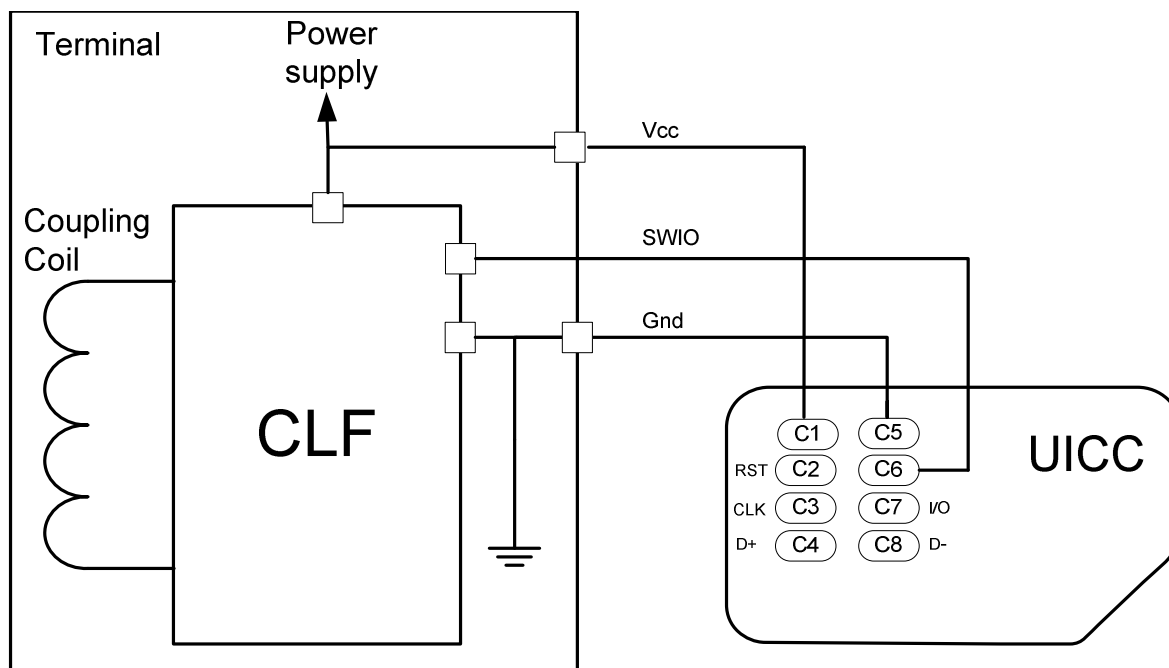 Terminal
Power
supply
Vcc
Coupling
Coil
SWIO
Gnd
CLF
UICC
C1 C5
RST C2 C6
CLK C3 C7 I/O
D+ C4 C8 D-